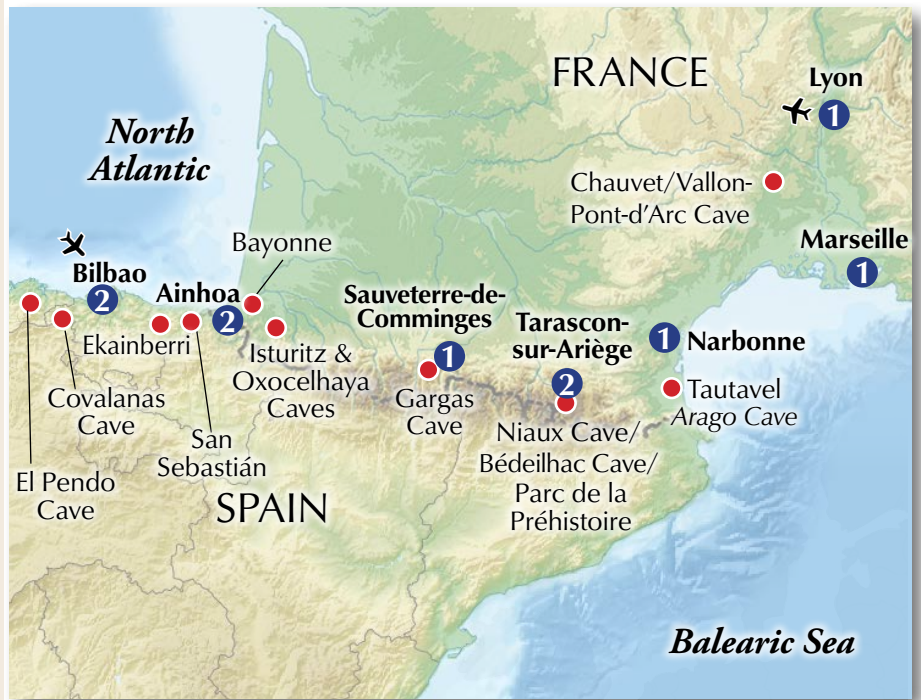 FRANCE
Lyon
1
North
Atlantic
Chauvet/Vallon-
Pont-d'Arc Cave
Marseille
1
Bayonne
Bilbao
2
Ainhoa
2
Sauveterre-de-
Comminges
1
Tarascon-
sur-Ariège
2
1 Narbonne
Ekainberri
Isturitz &
Oxocelhaya
Caves
Gargas
Cave
Tautavel
Arago Cave
Covalanas
Cave
San
Sebastián
Niaux Cave/
Bédeilhac Cave/
Parc de la
Préhistoire
El Pendo
Cave
SPAIN
Balearic Sea